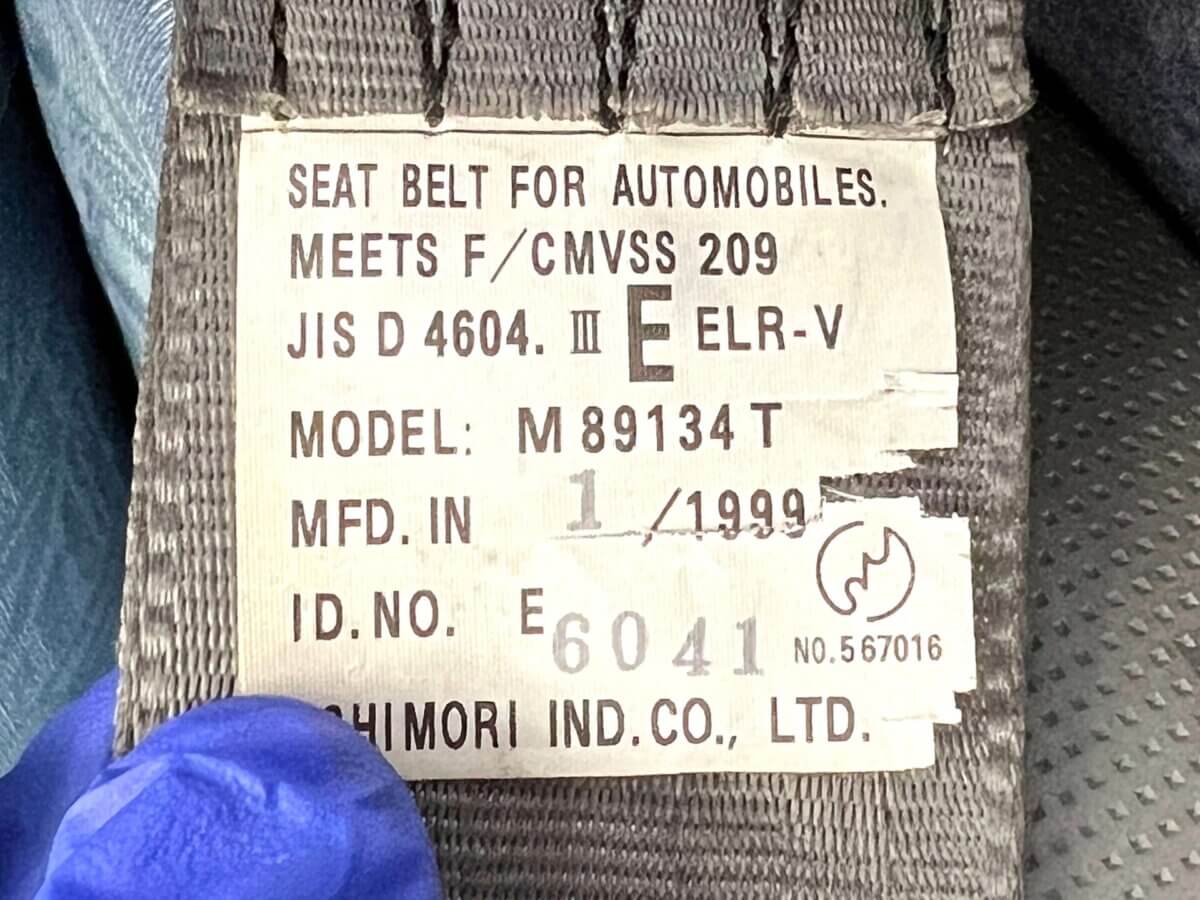 SEAT BELT FOR AUTOMOBILES.
MEETS F/CMVSS 209
JIS D 4604. III E ELR-V
MODEL: M 89134 T
MFD. IN 1 /1999
ID. NO. E 6041
NO.567016
SHIMORI IND. CO., LTD.